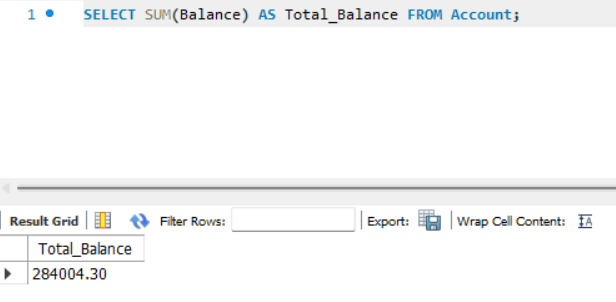 1 SELECT SUM(Balance) AS Total_Balance FROM Account;
Result Grid Filter Rows: Export: Wrap Cell Content: IA
Total_Balance
284004.30